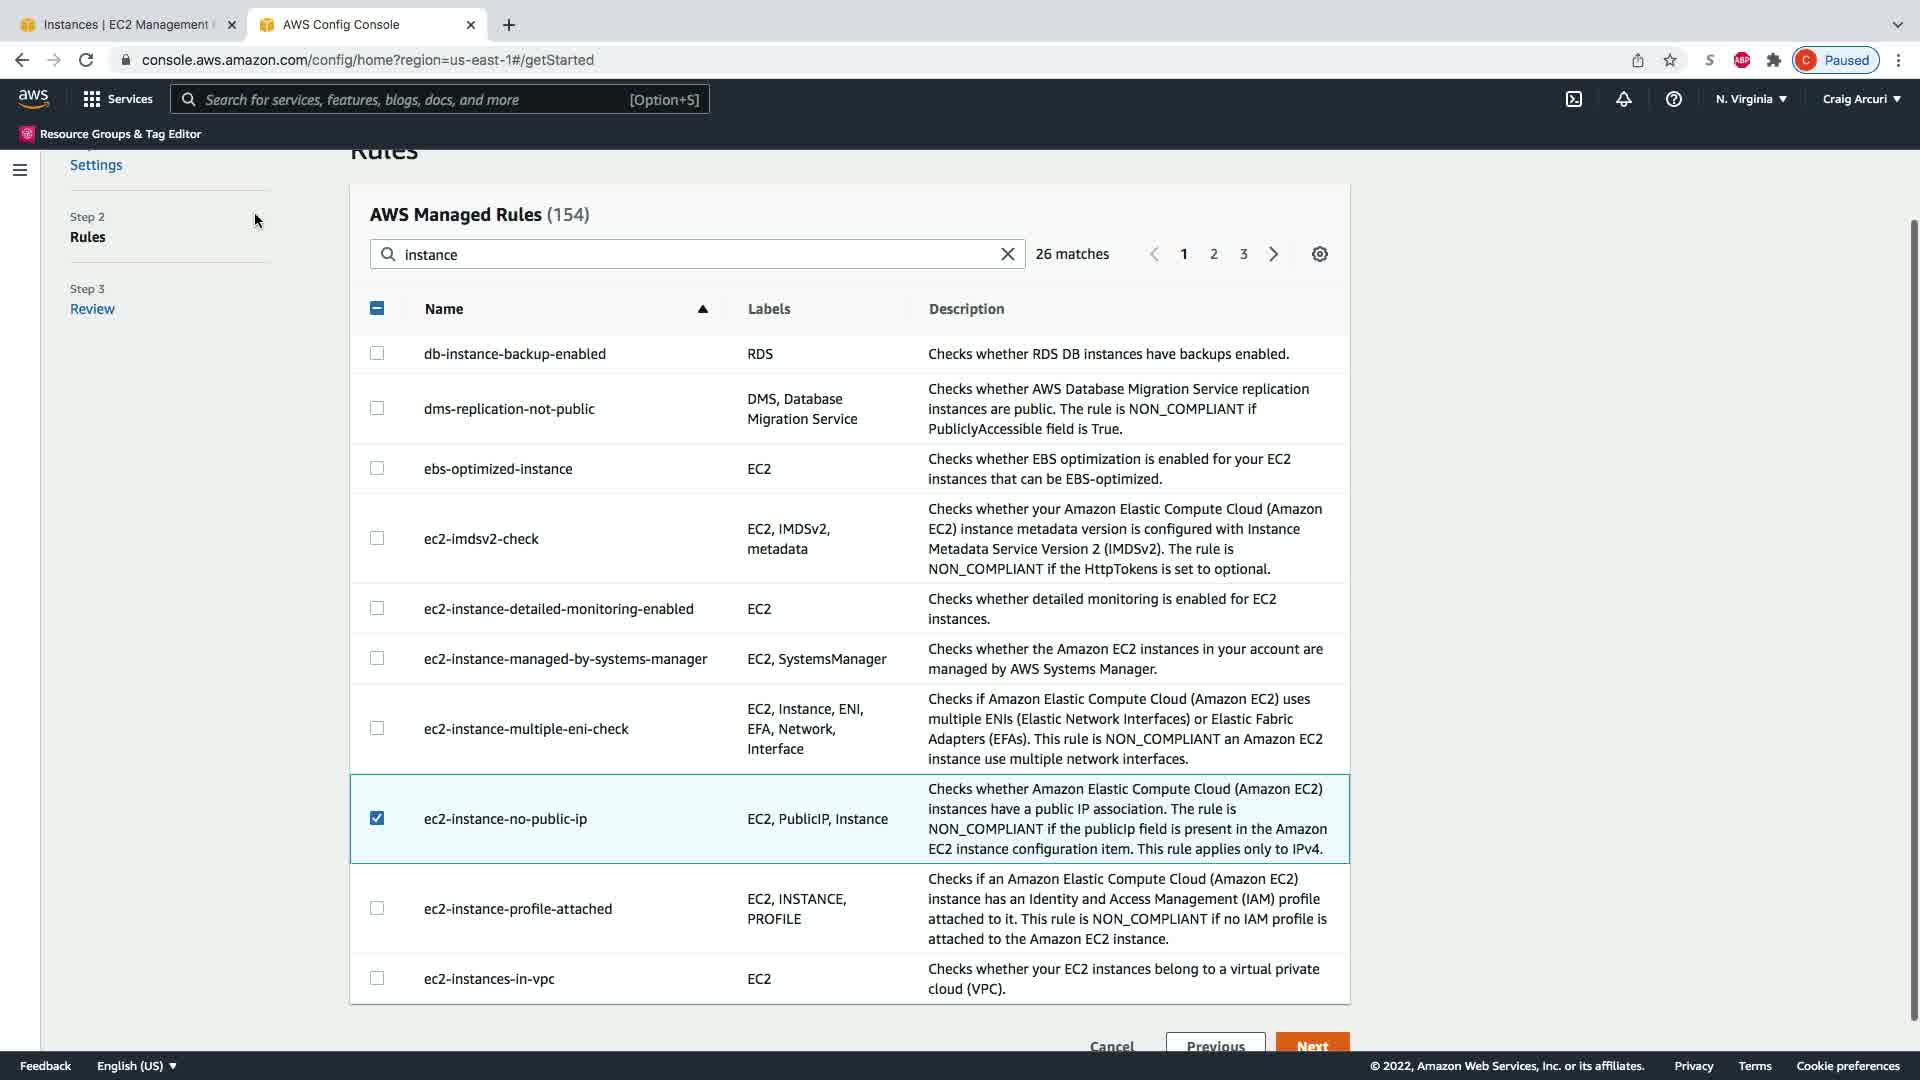 Instances | EC2 Management
AWS Config Console
console.aws.amazon.com/config/home?region=us-east-1#/getStarted
S
ABP
C
Paused
aws
Services
Search for services, features, blogs, docs, and more
[Option+S]
N. Virginia
Craig Arcuri
Resource Groups & Tag Editor
Settings
Step 2
Rules
Step 3
Review
Rules
AWS Managed Rules (154)
instance
26 matches
1
2
3
Name
Labels
Description
db-instance-backup-enabled
RDS
Checks whether RDS DB instances have backups enabled.
dms-replication-not-public
DMS, Database
Migration Service
Checks whether AWS Database Migration Service replication
instances are public. The rule is NON_COMPLIANT if
PubliclyAccessible field is True.
ebs-optimized-instance
EC2
Checks whether EBS optimization is enabled for your EC2
instances that can be EBS-optimized.
ec2-imdsv2-check
EC2, IMDSv2,
metadata
Checks whether your Amazon Elastic Compute Cloud (Amazon
EC2) instance metadata version is configured with Instance
Metadata Service Version 2 (IMDSv2). The rule is
NON_COMPLIANT if the HttpTokens is set to optional.
ec2-instance-detailed-monitoring-enabled
EC2
Checks whether detailed monitoring is enabled for EC2
instances.
ec2-instance-managed-by-systems-manager
EC2, SystemsManager
Checks whether the Amazon EC2 instances in your account are
managed by AWS Systems Manager.
ec2-instance-multiple-eni-check
EC2, Instance, ENI,
EFA, Network,
Interface
Checks if Amazon Elastic Compute Cloud (Amazon EC2) uses
multiple ENIs (Elastic Network Interfaces) or Elastic Fabric
Adapters (EFAs). This rule is NON_COMPLIANT an Amazon EC2
instance use multiple network interfaces.
ec2-instance-no-public-ip
EC2, PublicIP, Instance
Checks whether Amazon Elastic Compute Cloud (Amazon EC2)
instances have a public IP association. The rule is
NON_COMPLIANT if the publicIp field is present in the Amazon
EC2 instance configuration item. This rule applies only to IPv4.
ec2-instance-profile-attached
EC2, INSTANCE,
PROFILE
Checks if an Amazon Elastic Compute Cloud (Amazon EC2)
instance has an Identity and Access Management (IAM) profile
attached to it. This rule is NON_COMPLIANT if no IAM profile is
attached to the Amazon EC2 instance.
ec2-instances-in-vpc
EC2
Checks whether your EC2 instances belong to a virtual private
cloud (VPC).
Cancel
Previous
Next
Feedback
English (US)
© 2022, Amazon Web Services, Inc. or its affiliates.
Privacy
Terms
Cookie preferences